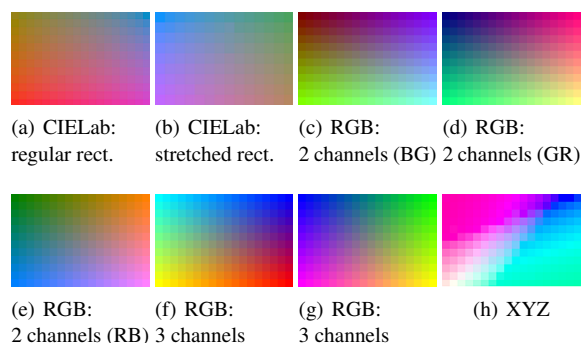 (a) CIELab:
regular rect.
(b) CIELab:
stretched rect.
(c) RGB:
2 channels (BG)
(d) RGB:
2 channels (GR)
(e) RGB:
2 channels (RB)
(f) RGB:
3 channels
(g) RGB:
3 channels
(h) XYZ